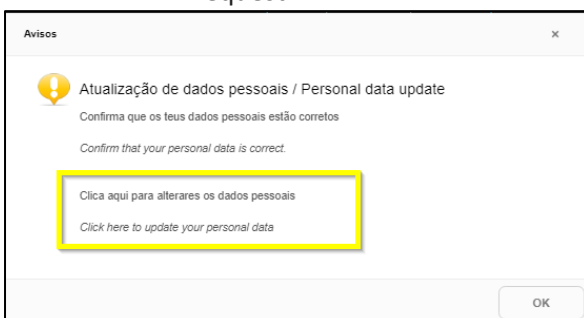 Avisos ×
Atualização de dados pessoais / Personal data update
Confirma que os teus dados pessoais estão corretos
Confirm that your personal data is correct.
Clica aqui para alterares os dados pessoais
Click here to update your personal data
OK